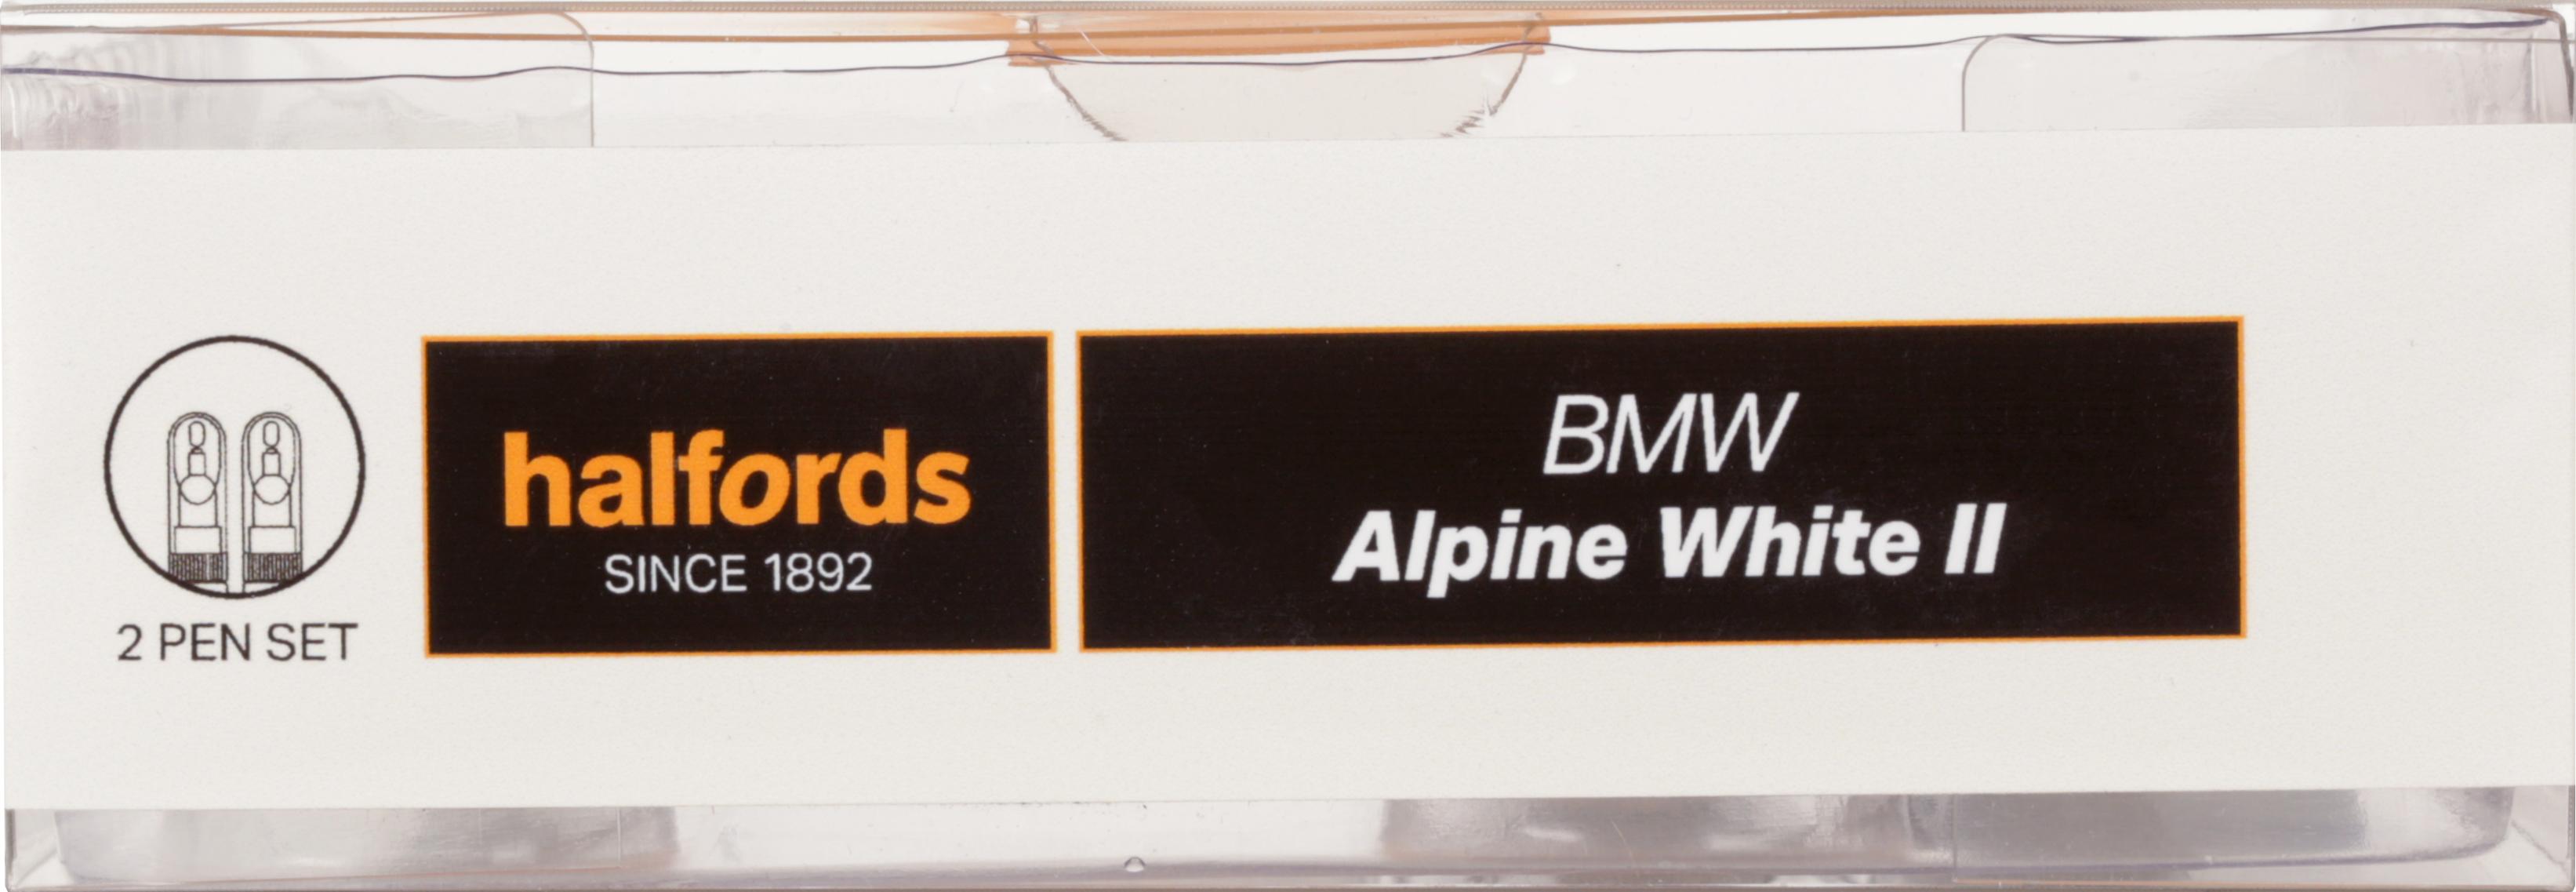 2 PEN SET
halfords
SINCE 1892
BMW
Alpine White II